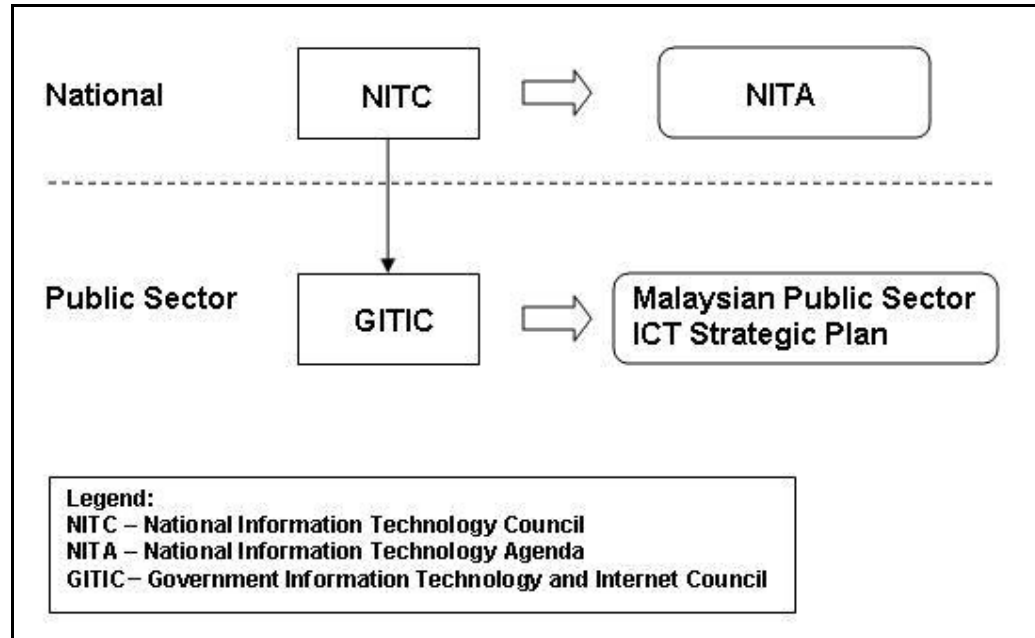 National
NITC
NITA
Public Sector
GITIC
Malaysian Public Sector
ICT Strategic Plan
Legend:
NITC – National Information Technology Council
NITA – National Information Technology Agenda
GITIC– Government Information Technology and Internet Council